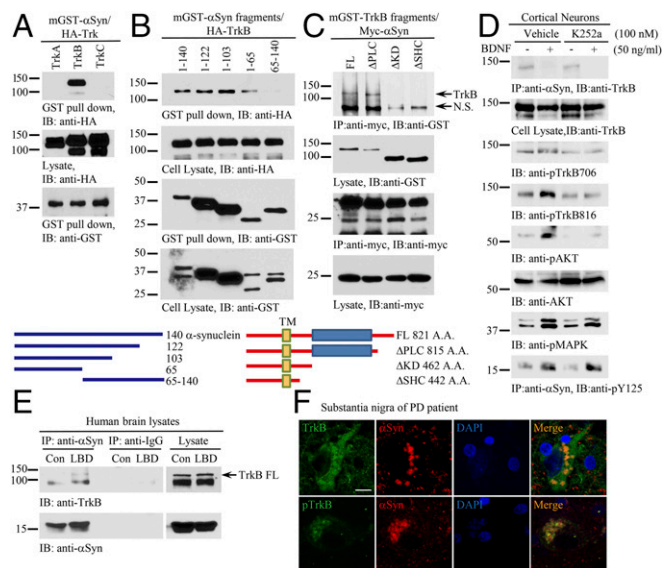 A
mGST-αSyn/
HA-Trk
TrkA
TrkB
TrkC
150
100
GST pull down,
IB: anti-HA
150
100
Lysate,
IB: anti-HA
37
GST pull down,
IB: anti-GST
B
mGST-αSyn fragments/
HA-TrkB
1-140
1-122
1-103
1-65
65-140
150
100
GST pull down, IB: anti-HA
150
100
Cell Lysate, IB: anti-HA
50
37
25
GST pull down, IB: anti-GST
50
37
25
Cell Lysate, IB: anti-GST
C
mGST-TrkB fragments/
Myc-αSyn
FL
ΔPLC
ΔKD
ΔSHC
150
100
TrkB
N.S.
IP:anti-myc, IB:anti-GST
150
100
Lysate, IB:anti-GST
25
IP:anti-myc, IB:anti-myc
25
Lysate, IB:anti-myc
D
Cortical Neurons
Vehicle K252a (100 nM)
BDNF - + - + (50 ng/ml)
150
100
IP:anti-αSyn, IB:anti-TrkB
150
100
Cell Lysate,IB:anti-TrkB
100
IB: anti-pTrkB706
100
IB: anti-pTrkB816
50
IB: anti-pAKT
50
IB: anti-AKT
50
37
IB: anti-pMAPK
15
IP:anti-αSyn, IB:anti-pY125
140 α-synuclein
122
103
65
65-140
TM
FL 821 A.A.
ΔPLC 815 A.A.
ΔKD 462 A.A.
ΔSHC 442 A.A.
E
Human brain lysates
IP: anti-αSyn IP: anti-IgG Lysate
Con LBD Con LBD Con LBD
150
100
TrkB FL
IB: anti-TrkB
15
IB: anti-αSyn
F
Substantia nigra of PD patient
TrkB αSyn DAPI Merge
pTrkB αSyn DAPI Merge